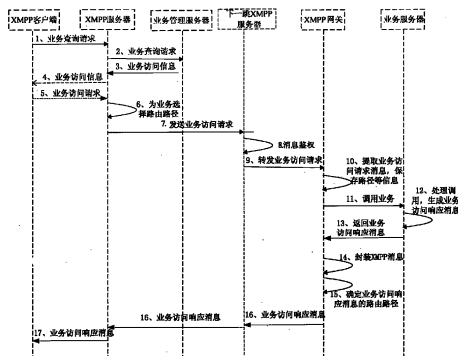 XMPP客户端
XMPP服务器
业务管理服务器
下一跳XMPP
服务器
XMPP网关
业务服务器
1、业务查询请求
2、业务查询请求
3、业务访问信息
4、业务访问信息
5、业务访问请求
6、为业务选
择路由路径
7、发送业务访问请求
8消息鉴权
9、转发业务访问请求
10、提取业务访
问请求消息，保
存路径等信息
11、调用业务
12、处理调
用，生成业务
访问响应消息
13、返回业务
访问响应消息
14、封装XMPP消息
15、确定业务访问响
应消息的路由路径
16、业务访问响应消息
16、业务访问响应消息
17、业务访问响应消息